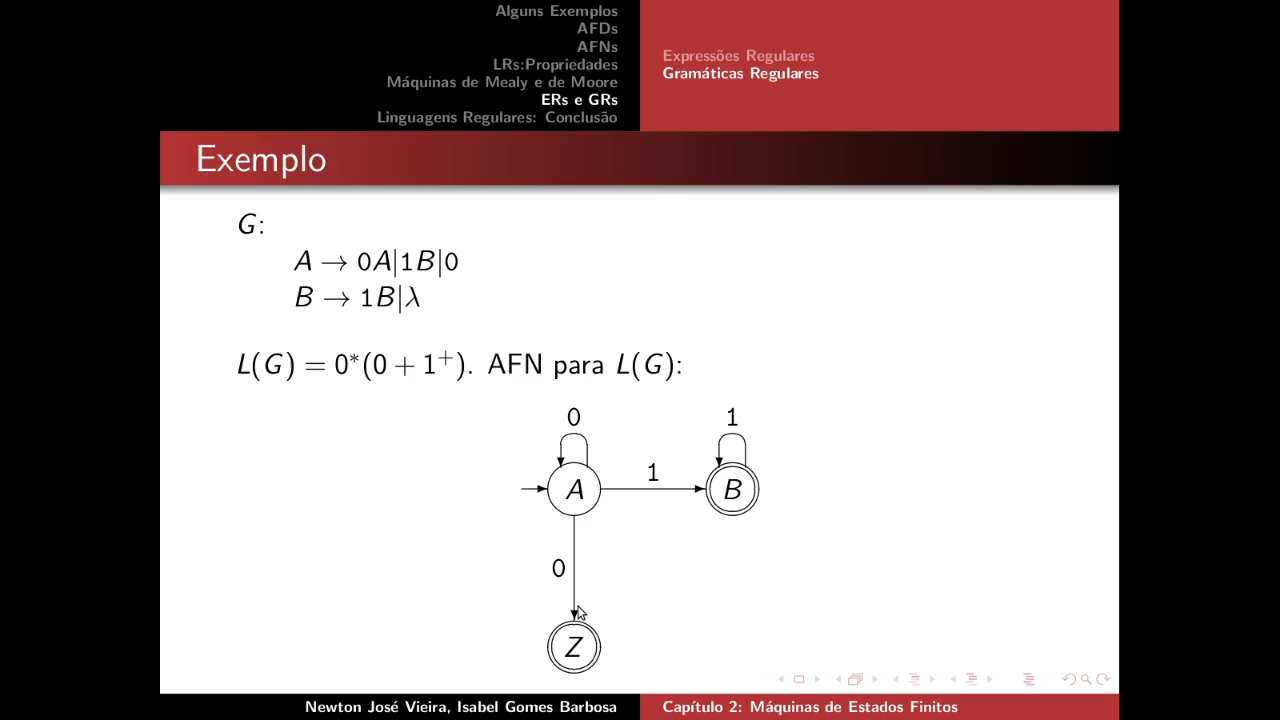 Alguns Exemplos
AFDs
AFNs
LRs:Propriedades
Máquinas de Mealy e de Moore
ERs e GRs
Linguagens Regulares: Conclusão
Expressões Regulares
Gramáticas Regulares
Exemplo
G:
A → 0A|1B|0
B → 1B|λ
L(G) = 0*(0 + 1⁺). AFN para L(G):
0
1
A
1
B
0
Z
Newton José Vieira, Isabel Gomes Barbosa
Capítulo 2: Máquinas de Estados Finitos